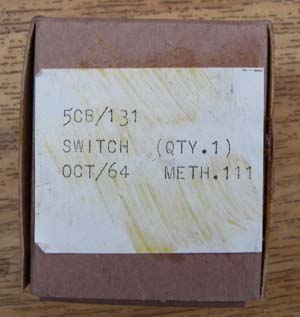 5CB/131
SWITCH (QTY.1)
OCT/64 METH.111